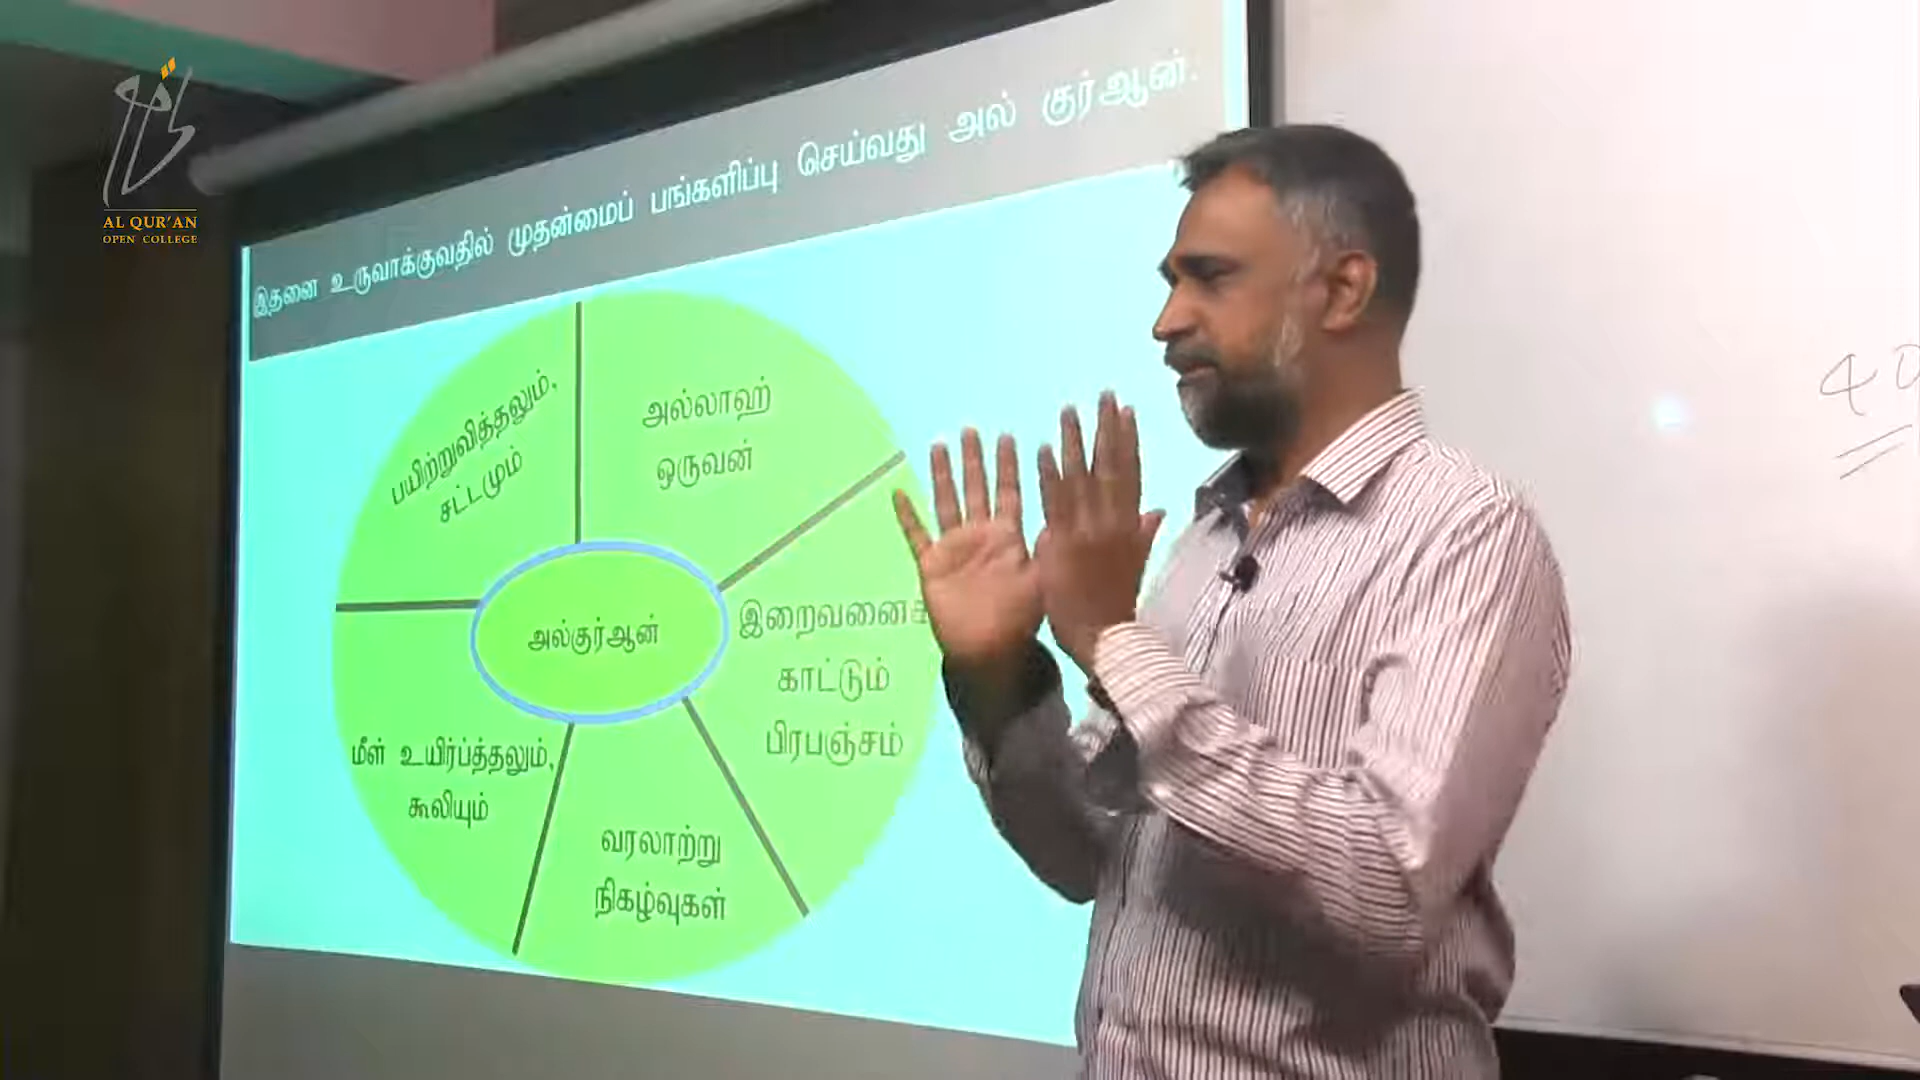 AL QUR'AN
OPEN COLLEGE
இதனை உருவாக்குவதில் முதன்மைப் பங்களிப்பு செய்வது அல் குர்ஆன்.
பயிற்றுவித்தலும்,
சட்டமும்
அல்லாஹ்
ஒருவன்
அல்குர்ஆன்
இறைவனைக்
காட்டும்
பிரபஞ்சம்
மீள் உயிர்ப்த்தலும்,
கூலியும்
வரலாற்று
நிகழ்வுகள்